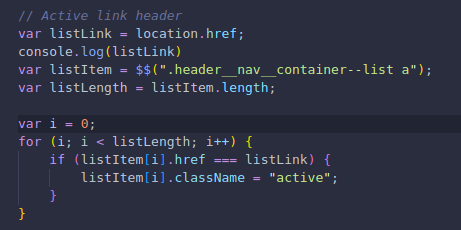 // Active link header
var listLink = location.href;
console.log(listLink)
var listItem = $$(".header__nav__container--list a");
var listLength = listItem.length;

var i = 0;
for (i; i < listLength; i++) {
    if (listItem[i].href === listLink) {
        listItem[i].className = "active";
    }
}